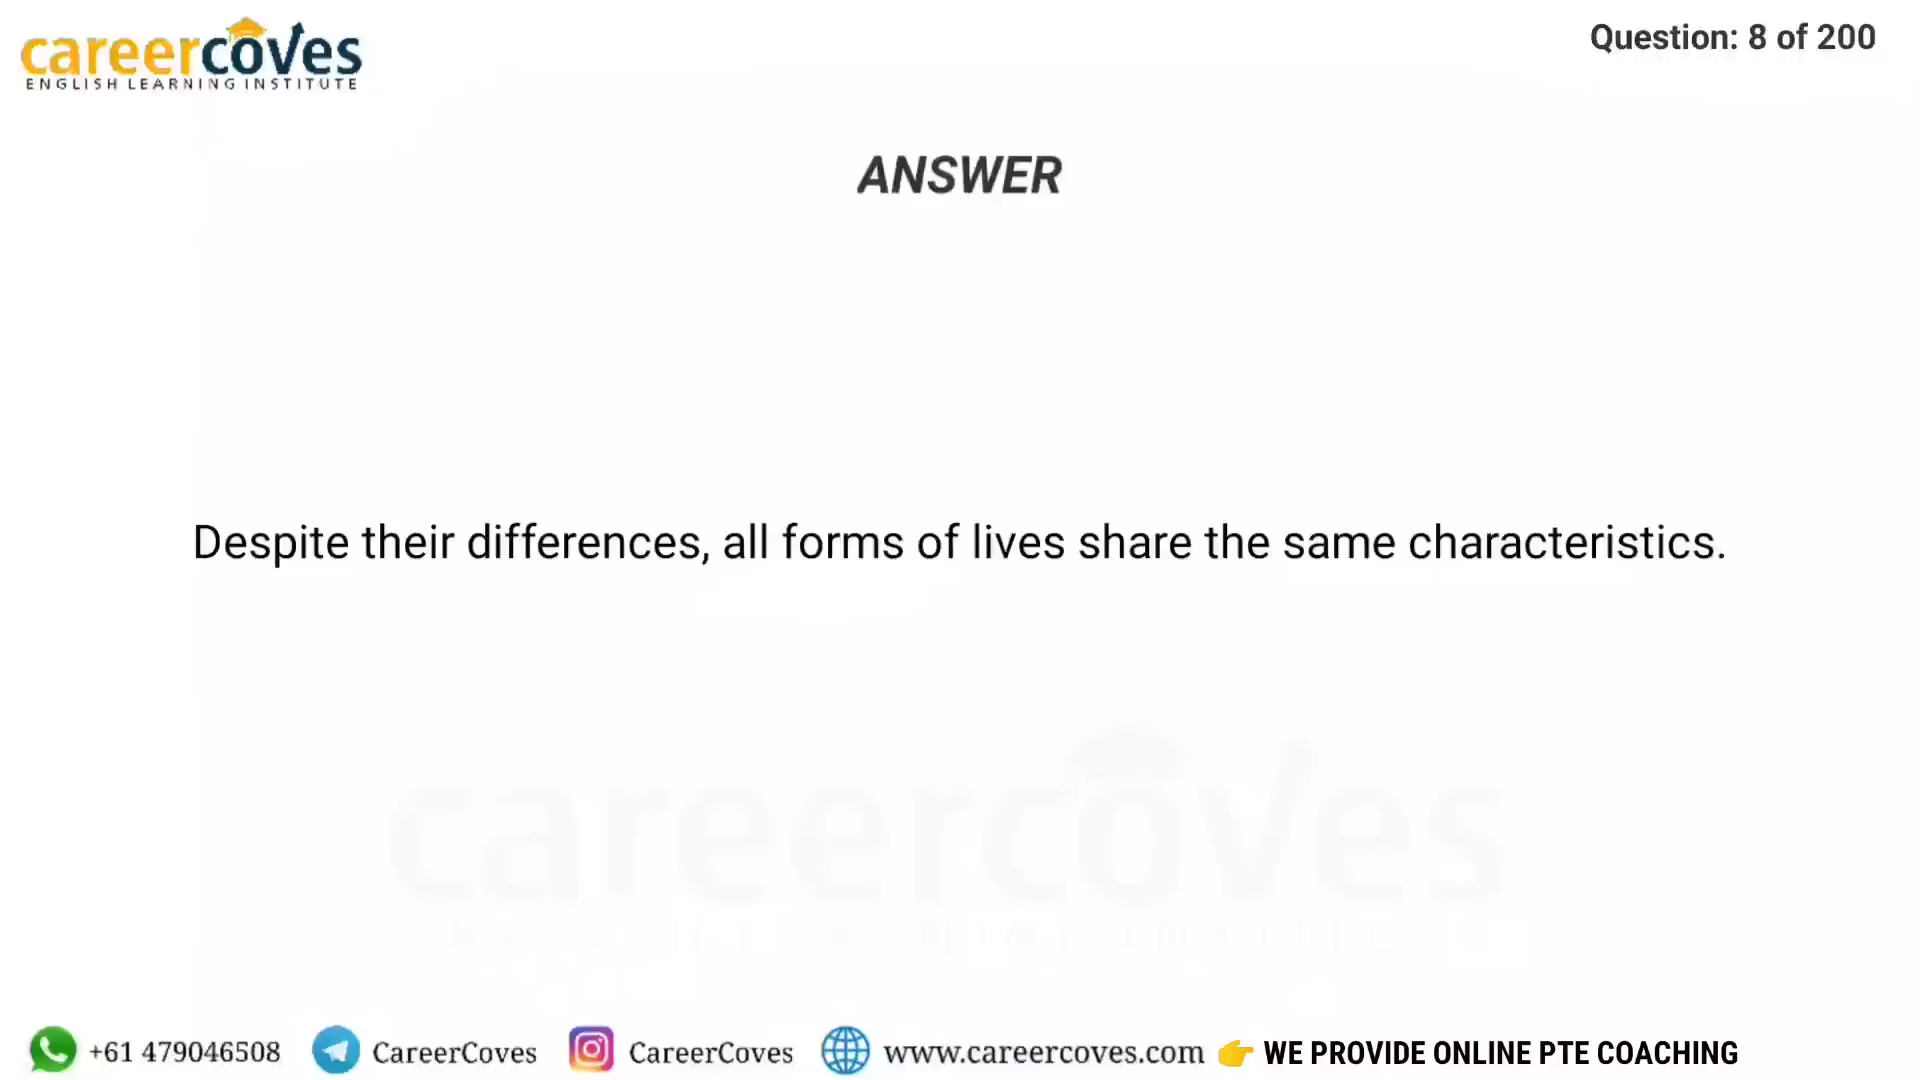 careercoves
ENGLISH LEARNING INSTITUTE
Question: 8 of 200
ANSWER
Despite their differences, all forms of lives share the same characteristics.
careercoves
+61 479046508 CareerCoves CareerCoves www.careercoves.com 👉 WE PROVIDE ONLINE PTE COACHING